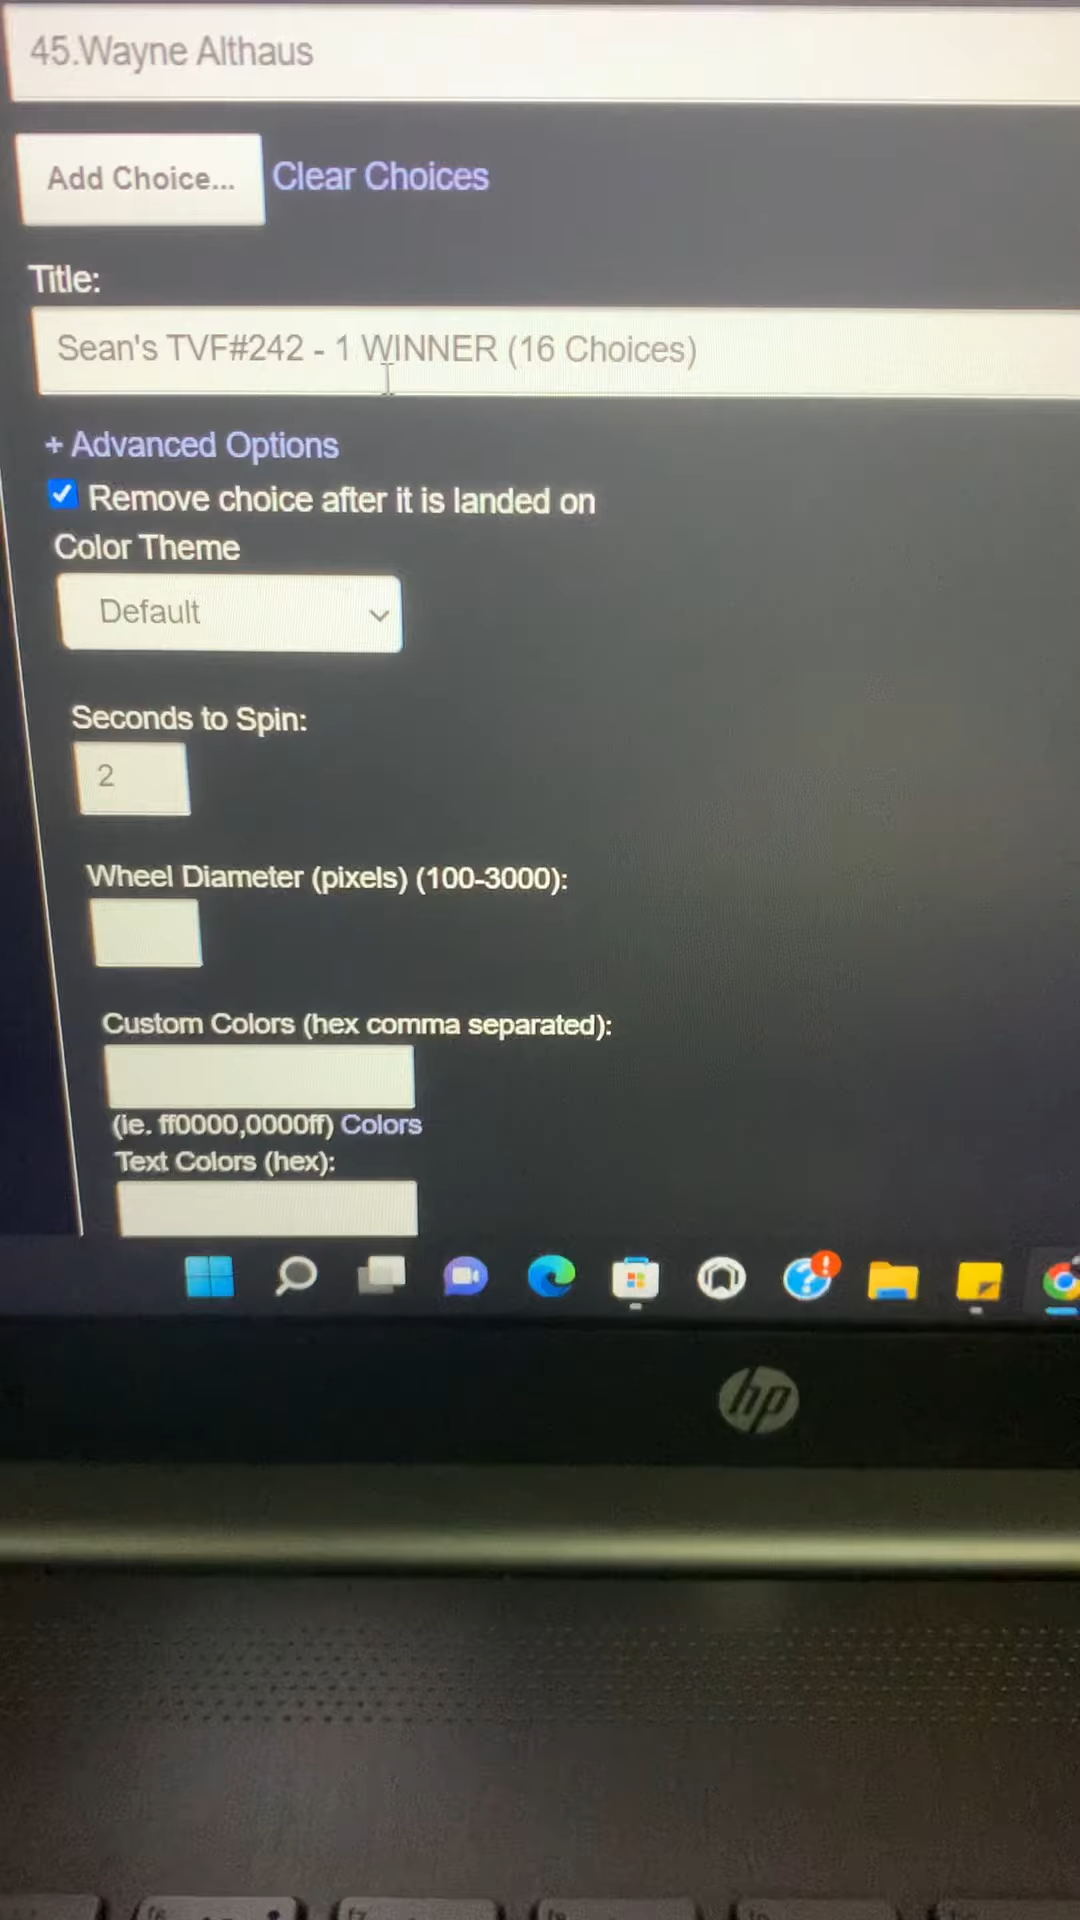 45.Wayne Althaus
Add Choice... Clear Choices
Title:
Sean's TVF#242 - 1 WINNER (16 Choices)
+ Advanced Options
Remove choice after it is landed on
Color Theme
Default
Seconds to Spin:
2
Wheel Diameter (pixels) (100-3000):
Custom Colors (hex comma separated):
(ie. ff0000,0000ff) Colors
Text Colors (hex):
hp